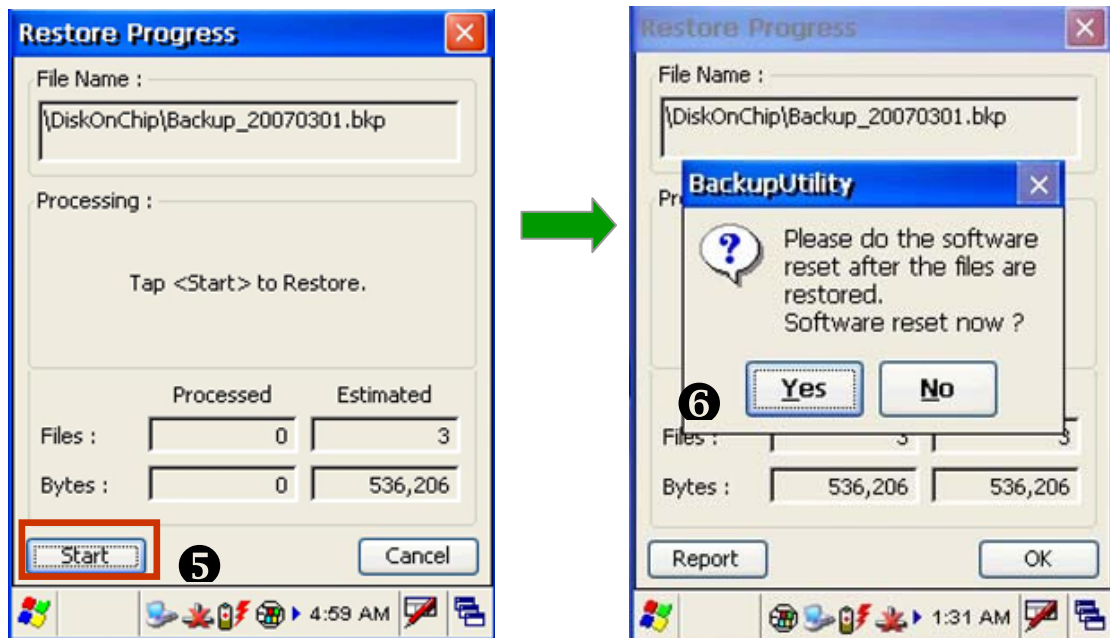 Restore Progress
File Name :
\DiskOnChip\Backup_20070301.bkp
Processing :
Tap <Start> to Restore.
Processed Estimated
Files : 0 3
Bytes : 0 536,206
Start
❺
Cancel
4:59 AM
Restore Progress
File Name :
\DiskOnChip\Backup_20070301.bkp
Pr
BackupUtility
?
Please do the software
reset after the files are
restored.
Software reset now ?
❻
Yes No
Files : 3 3
Bytes : 536,206 536,206
Report OK
1:31 AM